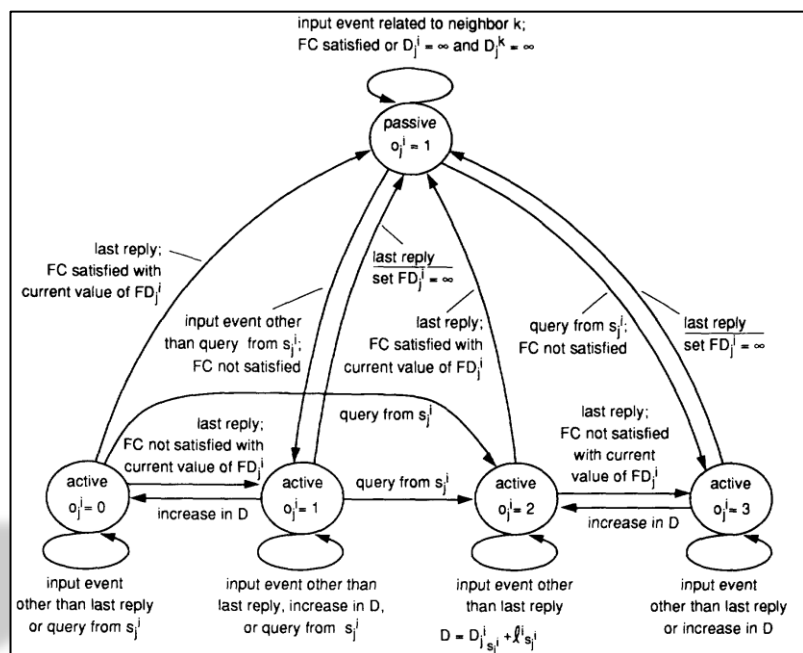 input event related to neighbor k;
FC satisfied or D_j^i = ∞ and D_j^k = ∞
passive
o_j^i = 1
last reply;
FC satisfied with
current value of FD_j^i
input event other
than query from s_j^i;
FC not satisfied
last reply
set FD_j^i = ∞
last reply;
FC satisfied with
current value of FD_j^i
query from s_j^i;
FC not satisfied
last reply
set FD_j^i = ∞
last reply;
FC not satisfied with
current value of FD_j^i
query from s_j^i
last reply;
FC not satisfied
with current
value of FD_j^i
active
o_j^i = 0
increase in D
active
o_j^i = 1
query from s_j^i
active
o_j^i = 2
increase in D
active
o_j^i = 3
input event
other than last reply
or query from s_j^i
input event other than
last reply, increase in D,
or query from s_j^i
input event other
than last reply
D = D_{j s_j^i}^i + ℓ_{s_j^i}^i
input event
other than last reply
or increase in D